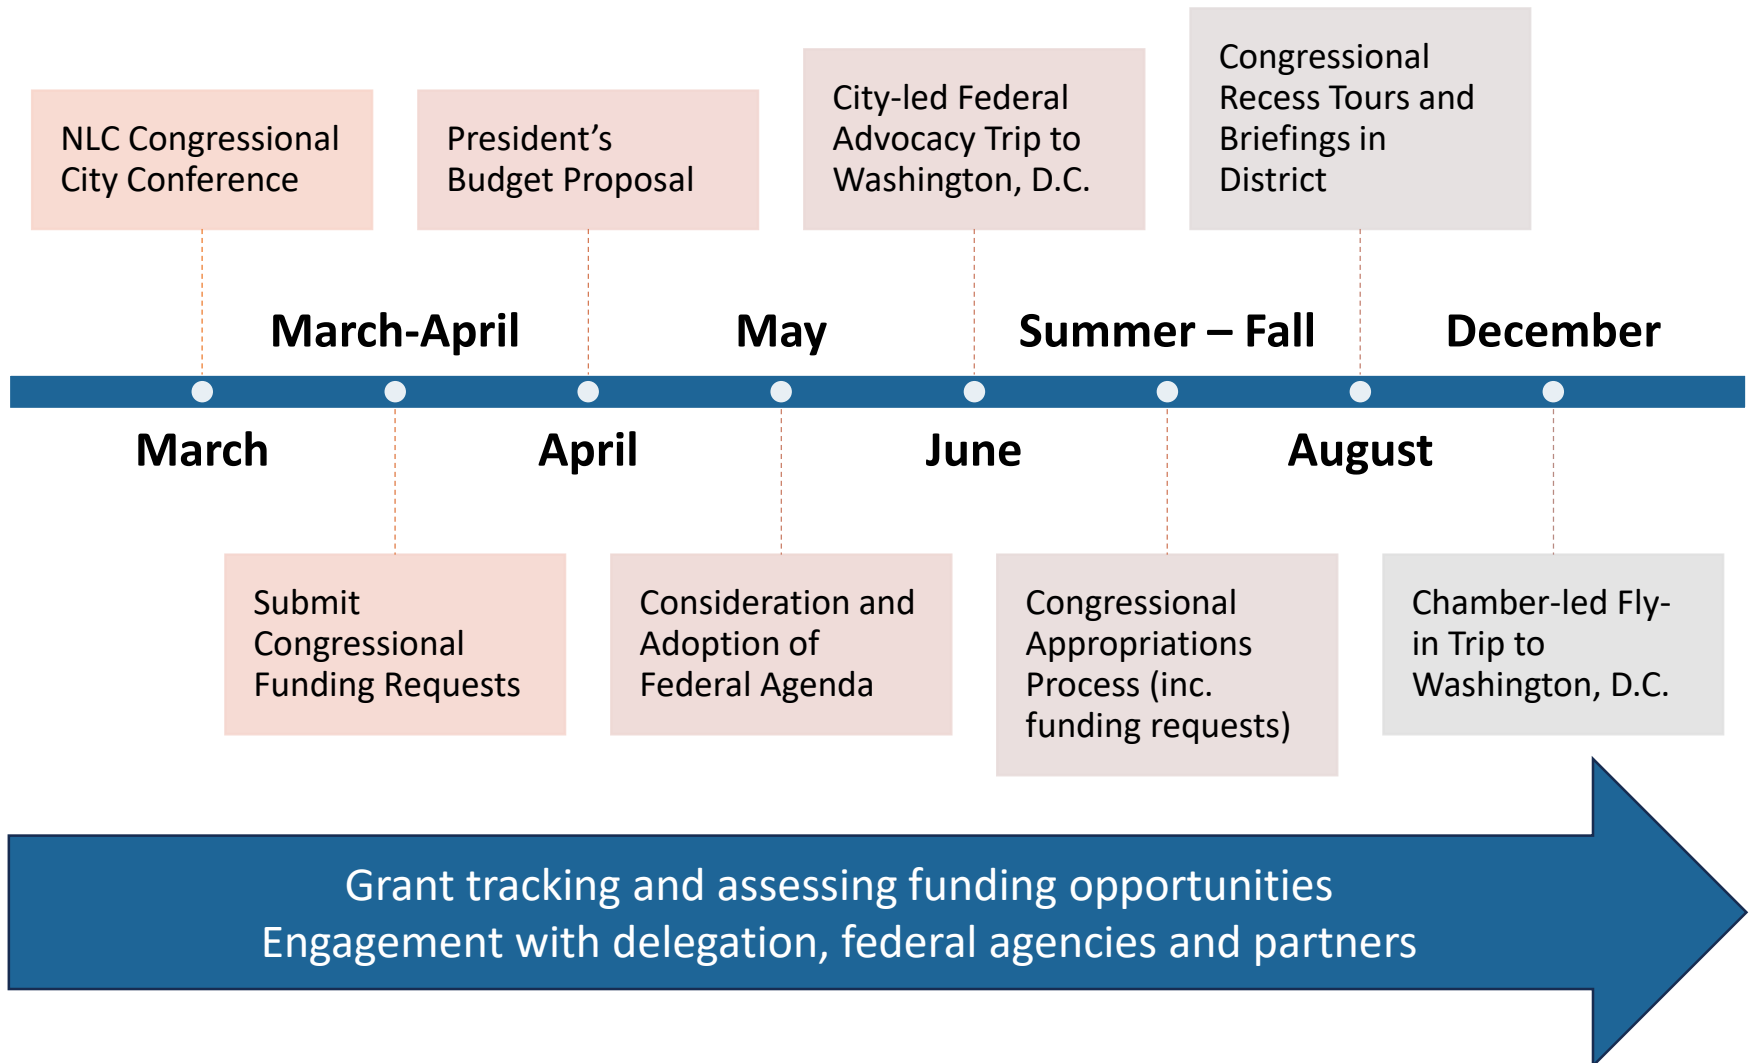 NLC Congressional
City Conference
President’s
Budget Proposal
City-led Federal
Advocacy Trip to
Washington, D.C.
Congressional
Recess Tours and
Briefings in
District
March-April
May
Summer – Fall
December
March
April
June
August
Submit
Congressional
Funding Requests
Consideration and
Adoption of
Federal Agenda
Congressional
Appropriations
Process (inc.
funding requests)
Chamber-led Fly-
in Trip to
Washington, D.C.
Grant tracking and assessing funding opportunities
Engagement with delegation, federal agencies and partners